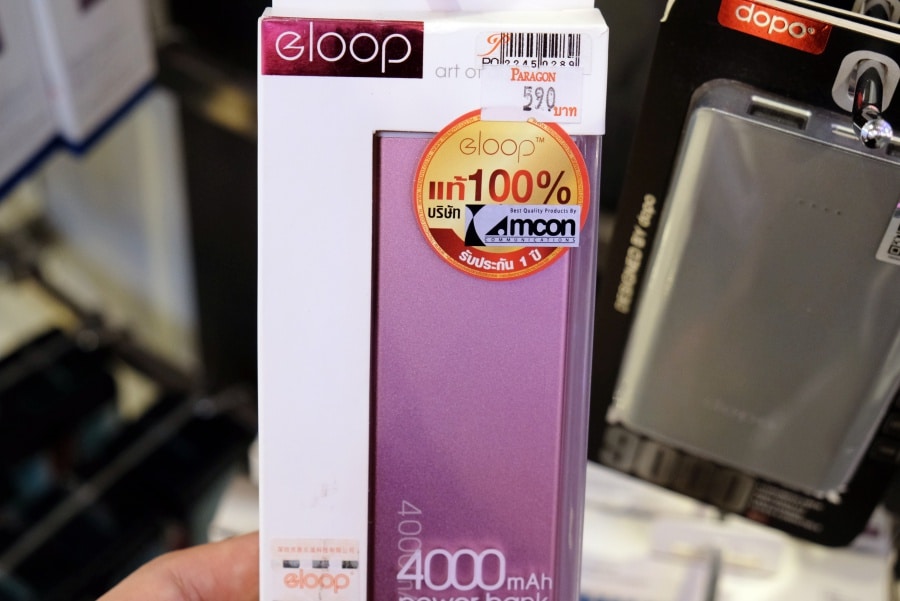 eloop
art of
PARAGON
590 บาท
eloop™
แท้100%
บริษัท
Best Quality Products By
Amcon
COMMUNICATIONS
รับประกัน 1 ปี
4000
4000mAh
power bank
eloop
dopo
DESIGNED BY dopo